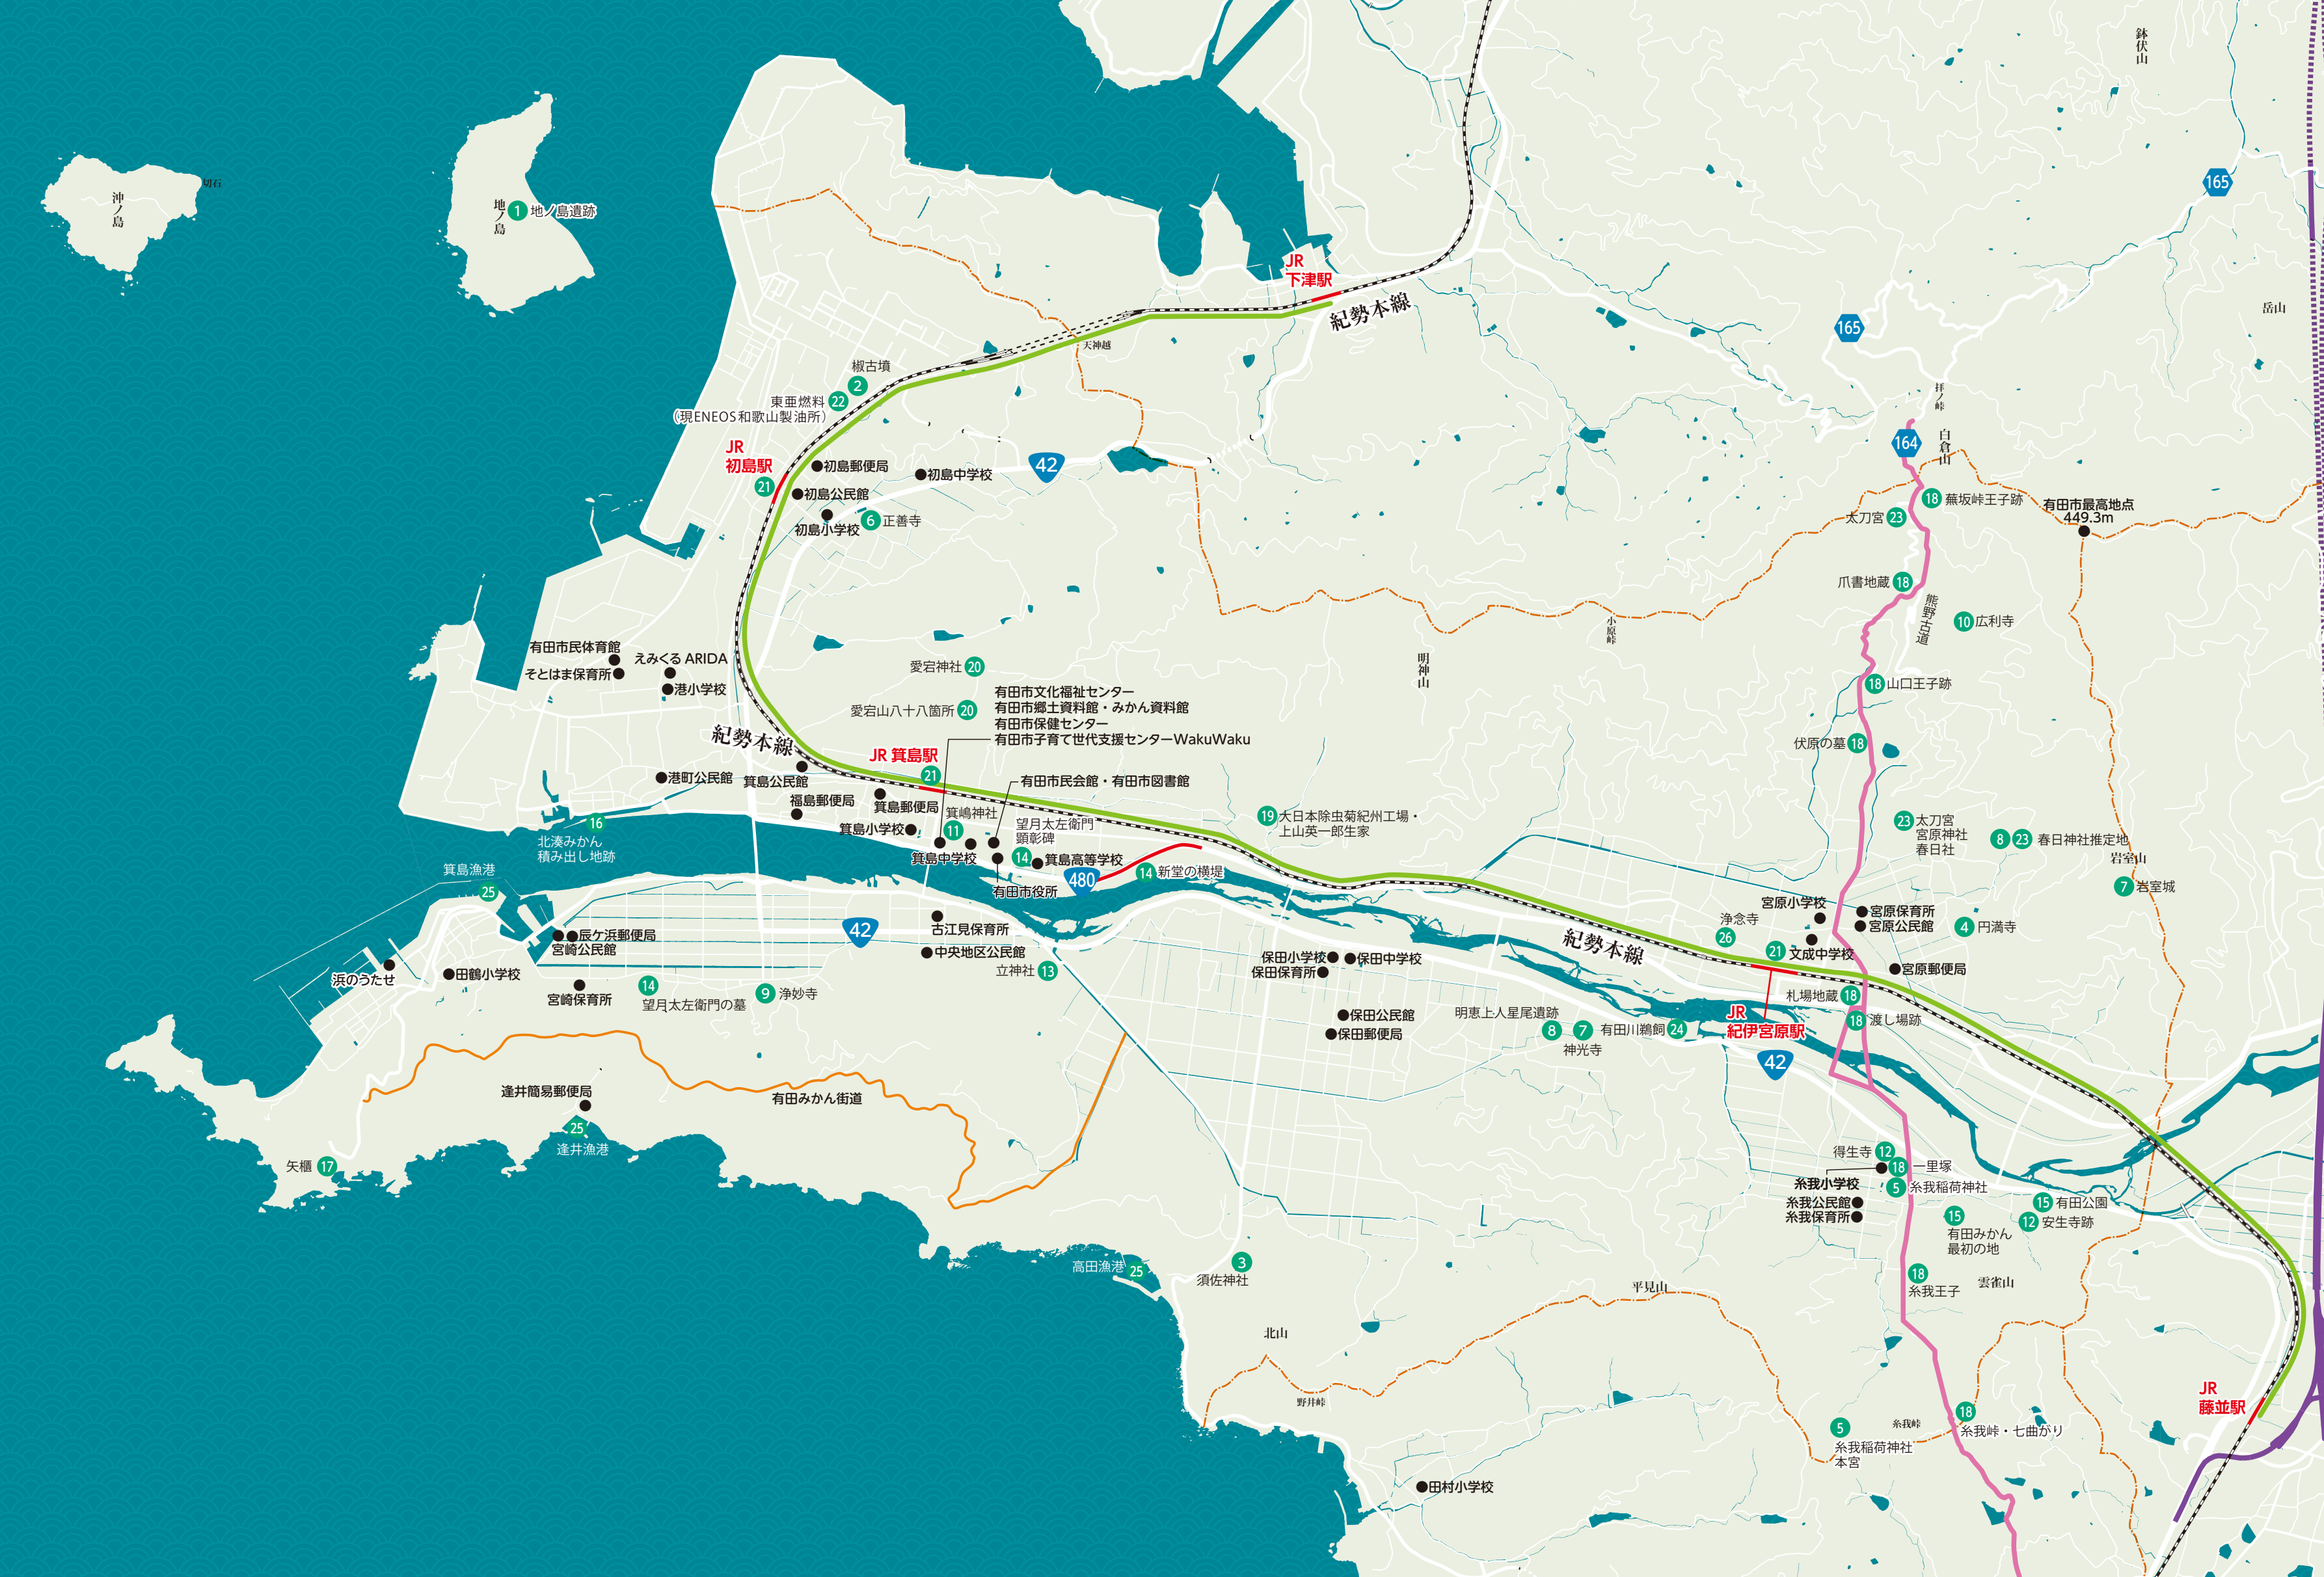 鉢伏山
165
切石
沖ノ島
地ノ島
1 地ノ島遺跡
JR
下津駅
紀勢本線
岳山
165
天神越
椒古墳
2
東亜燃料 22
(現ENEOS和歌山製油所)
拝ノ峠
164
白倉山
JR
初島駅
21
初島郵便局
初島中学校
42
初島公民館
初島小学校
6 正善寺
18 蕪坂峠王子跡
太刀宮 23
有田市最高地点
449.3m
爪書地蔵 18
熊野古道
10 広利寺
小原峠
明神山
有田市民体育館
そとはま保育所
えみくるARIDA
港小学校
愛宕神社 20
愛宕山八十八箇所 20
有田市文化福祉センター
有田市郷土資料館・みかん資料館
有田市保健センター
有田市子育て世代支援センターWakuWaku
18 山口王子跡
伏原の墓 18
紀勢本線
JR 箕島駅
21
港町公民館
箕島公民館
有田市民会館・有田市図書館
福島郵便局
箕島郵便局
箕嶋神社
11
箕島小学校
箕島中学校
望月太左衛門
顕彰碑
14
箕島高等学校
480
有田市役所
14 新堂の横堤
19 大日本除虫菊紀州工場・
上山英一郎生家
16
北湊みかん
積み出し地跡
23 太刀宮
宮原神社
春日社
8 23 春日神社推定地
岩室山
7 岩室城
箕島漁港
25
辰ケ浜郵便局
宮崎公民館
浜のうたせ
田鶴小学校
宮崎保育所
14
望月太左衛門の墓
9 浄妙寺
42
古江見保育所
中央地区公民館
立神社 13
保田小学校
保田中学校
保田保育所
保田公民館
保田郵便局
紀勢本線
浄念寺
26
宮原小学校
21 文成中学校
宮原保育所
宮原公民館
4 円満寺
宮原郵便局
札場地蔵 18
18 渡し場跡
JR
紀伊宮原駅
42
明恵上人星尾遺跡
8 7
神光寺
有田川鵜飼 24
逢井簡易郵便局
25
逢井漁港
有田みかん街道
矢櫃 17
得生寺 12
18 一里塚
糸我小学校
5 糸我稲荷神社
糸我公民館
糸我保育所
15 有田公園
12 安生寺跡
15
有田みかん
最初の地
高田漁港 25
3
須佐神社
18
糸我王子
雲雀山
平見山
北山
野井峠
JR
藤並駅
5
糸我稲荷神社
本宮
糸我峠
18
糸我峠・七曲がり
田村小学校